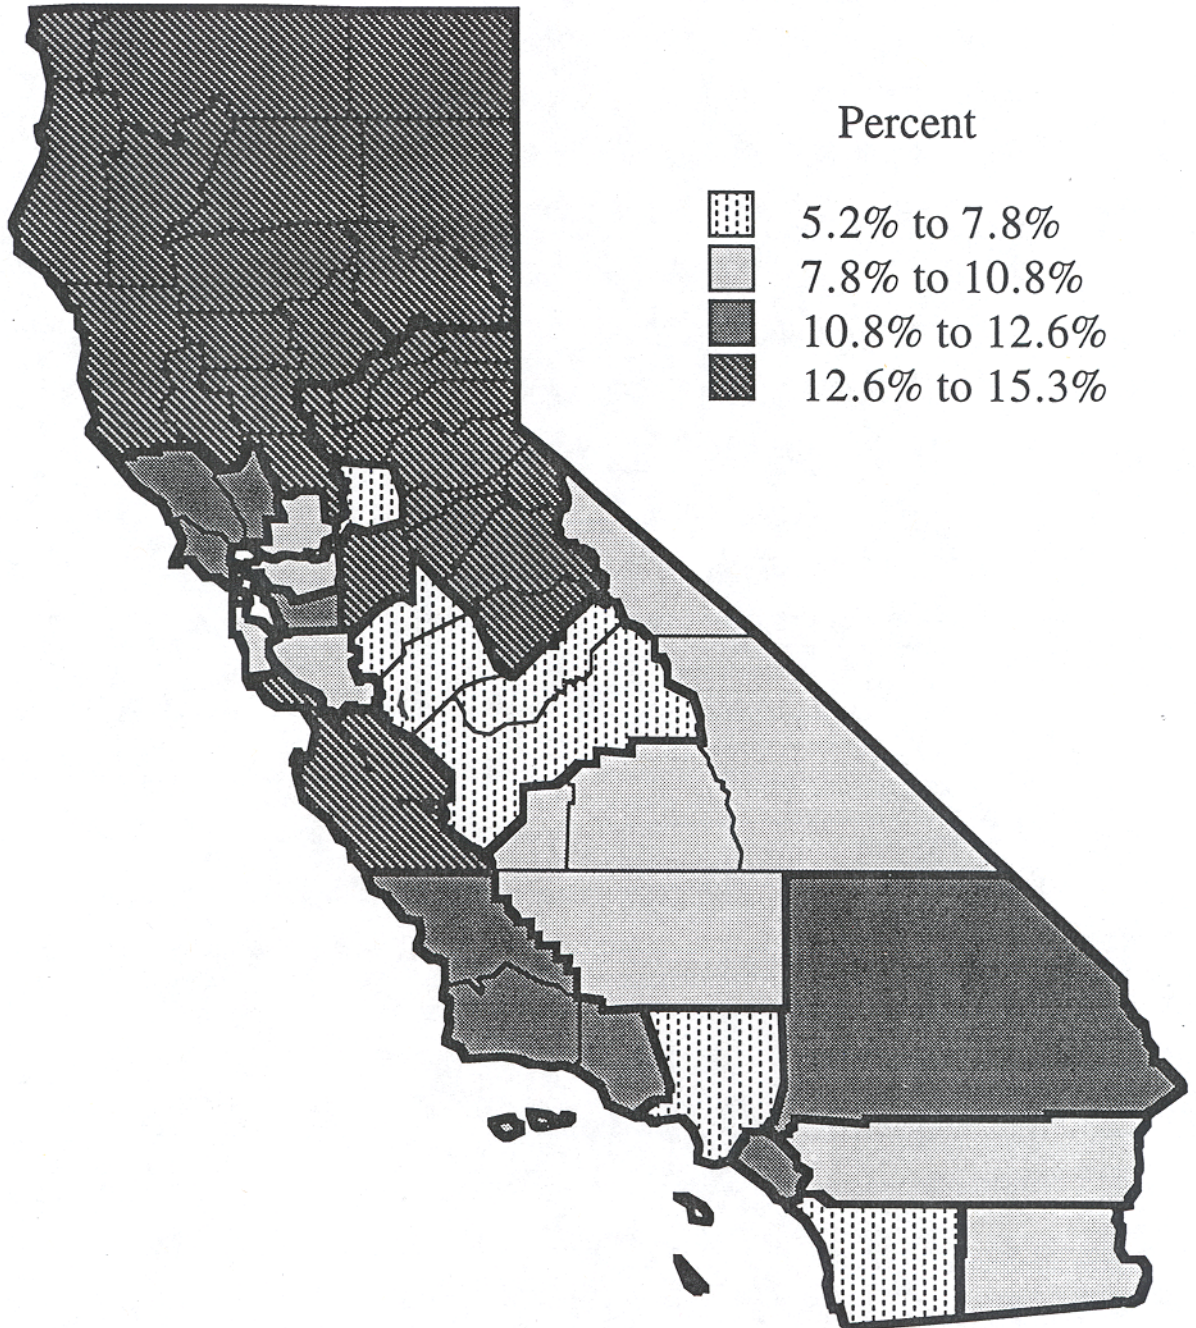 Percent
5.2% to 7.8%
7.8% to 10.8%
10.8% to 12.6%
12.6% to 15.3%